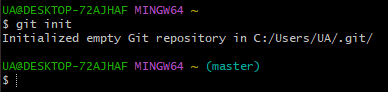 UA@DESKTOP-72AJHAF MINGW64 ~
$ git init
Initialized empty Git repository in C:/Users/UA/.git/
UA@DESKTOP-72AJHAF MINGW64 ~ (master)
$